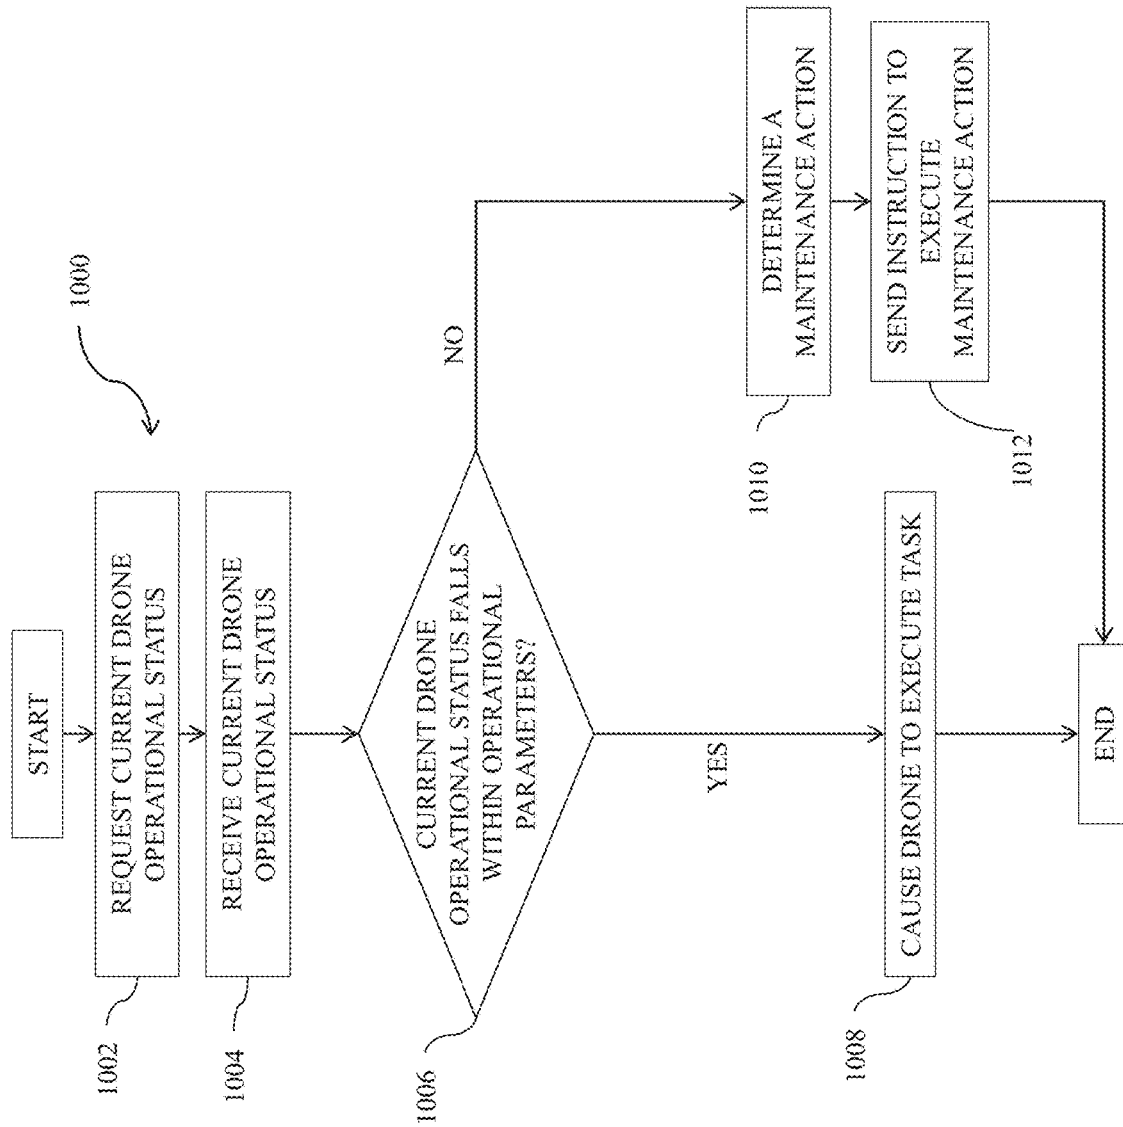 1000
START
1002
REQUEST CURRENT DRONE
OPERATIONAL STATUS
1004
RECEIVE CURRENT DRONE
OPERATIONAL STATUS
1006
CURRENT DRONE
OPERATIONAL STATUS FALLS
WITHIN OPERATIONAL
PARAMETERS?
NO
YES
1010
DETERMINE A
MAINTENANCE ACTION
1008
CAUSE DRONE TO EXECUTE TASK
1012
SEND INSTRUCTION TO
EXECUTE
MAINTENANCE ACTION
END